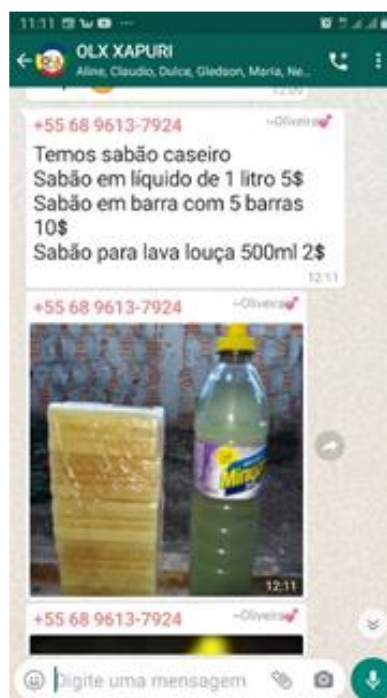 11:11
OLX XAPURI
Aline, Claudio, Dulce, Gledson, Maria, Ne...
12:09
+55 68 9613-7924 ~Oliveira💕
Temos sabão caseiro
Sabão em líquido de 1 litro 5$
Sabão em barra com 5 barras
10$
Sabão para lava louça 500ml 2$
12:11
+55 68 9613-7924 ~Oliveira💕
12:11
+55 68 9613-7924 ~Oliveira💕
Digite uma mensagem